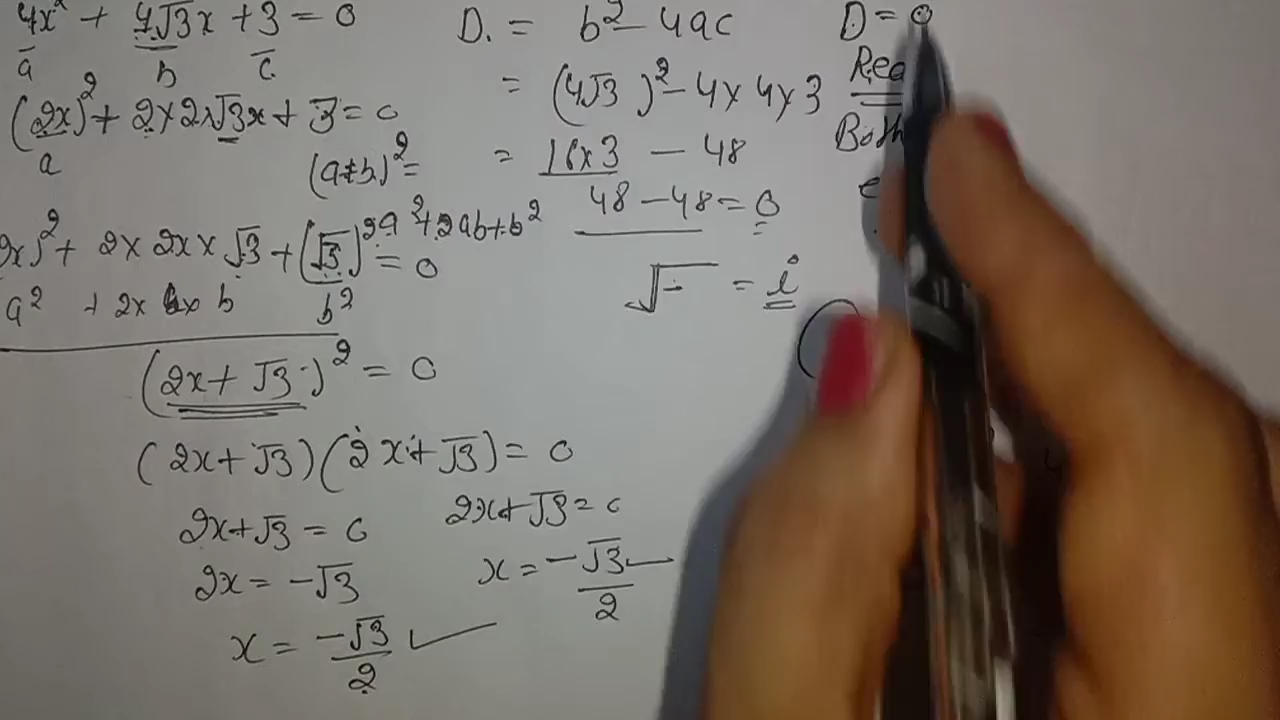 4x² + 4√3x + 3 = 0
a b c
(2x)² + 2×2×√3x + 3 = 0
a
(a+b)² =
a² + 2ab + b²
x)² + 2× 2x × √3 + (√3)² = 0
a² + 2× a× b b²
(2x + √3)² = 0
(2x + √3)(2x + √3) = 0
2x + √3 = 0 2x + √3 = 0
2x = -√3 x = -√3/2
x = -√3/2
D. = b² - 4ac
= (4√3)² - 4 × 4 × 3
= 16×3 - 48
48 - 48 = 0
√- = i
D = 0
Rea
Both
e